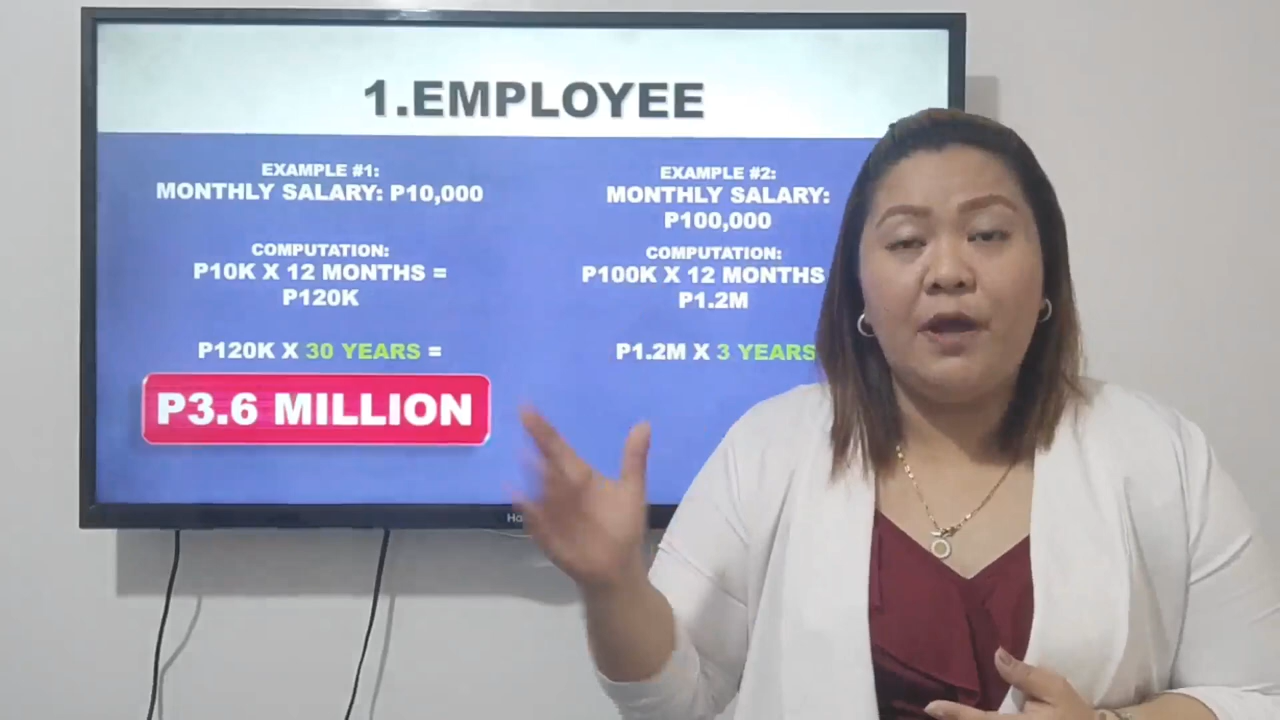 1.EMPLOYEE
EXAMPLE #1:
MONTHLY SALARY: P10,000
COMPUTATION:
P10K X 12 MONTHS =
P120K
P120K X 30 YEARS =
P3.6 MILLION
EXAMPLE #2:
MONTHLY SALARY:
P100,000
COMPUTATION:
P100K X 12 MONTHS
P1.2M
P1.2M X 3 YEARS